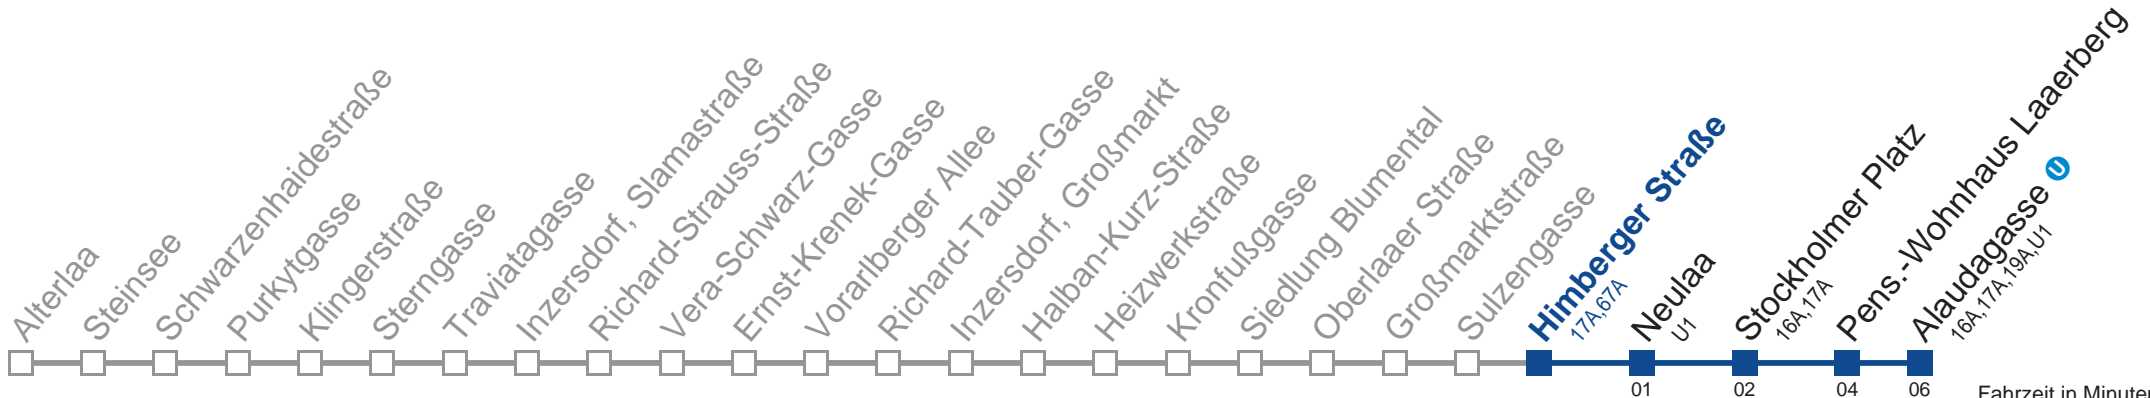 Alterlaa
Steinsee
Schwarzenhaidestraße
Purkytgasse
Klingerstraße
Sterngasse
Traviatagasse
Inzersdorf, Slamastraße
Richard-Strauss-Straße
Vera-Schwarz-Gasse
Ernst-Krenek-Gasse
Vorarlberger Allee
Richard-Tauber-Gasse
Inzersdorf, Großmarkt
Halban-Kurz-Straße
Heizwerkstraße
Kronfußgasse
Siedlung Blumental
Oberlaaer Straße
Großmarktstraße
Sulzengasse
Himberger Straße
17A,67A
Neulaa
U1
Stockholmer Platz
16A,17A
Pens.-Wohnhaus Laaerberg
Alaudagasse U
16A,17A,19A,U1
01 02 04 06
Fahrzeit in Minuten